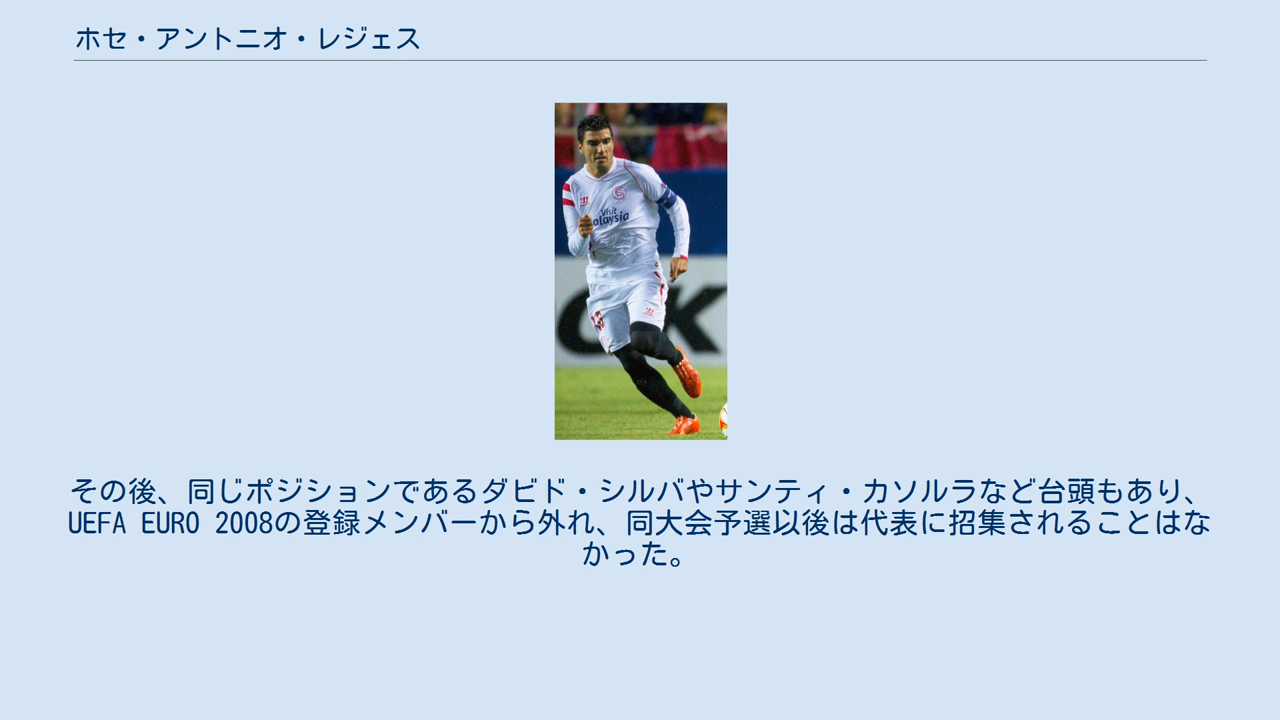 ホセ・アントニオ・レジェス
Visit
alaysia
その後、同じポジションであるダビド・シルバやサンティ・カソルラなど台頭もあり、
UEFA EURO 2008の登録メンバーから外れ、同大会予選以後は代表に招集されることはな
かった。